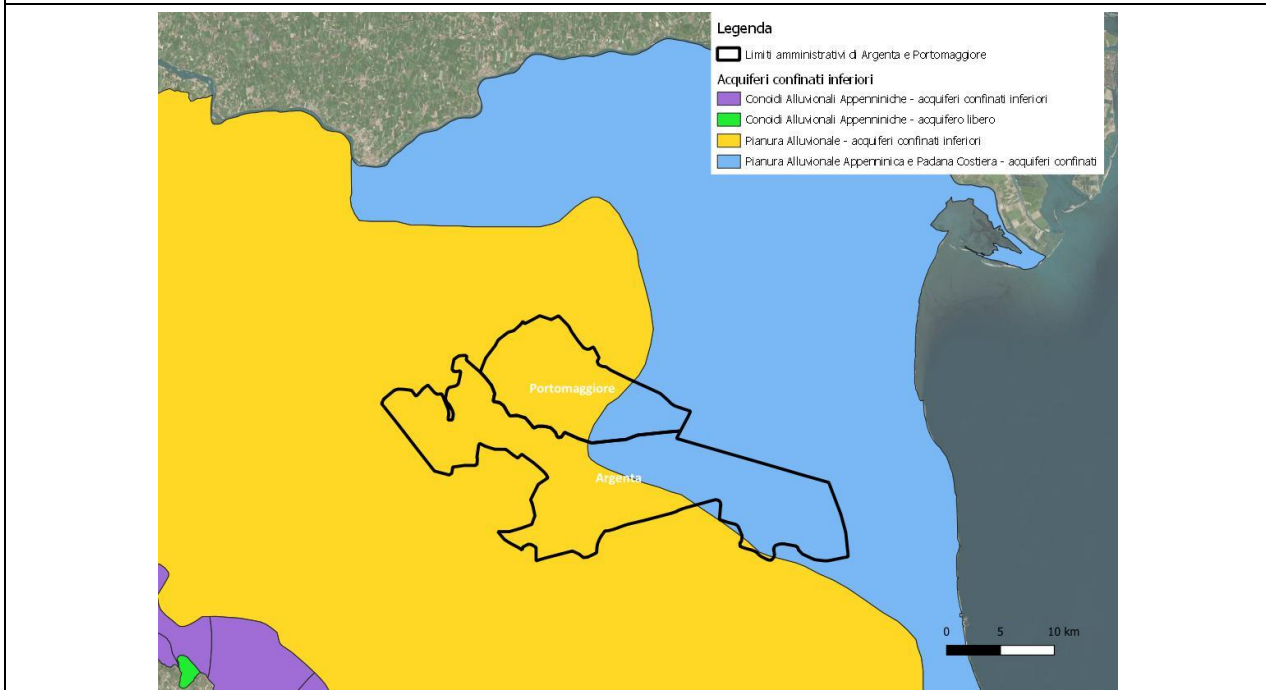 Legenda
Limiti amministrativi di Argenta e Portomaggiore
Acquiferi confinati inferiori
Conoidi Alluvionali Appenniniche - acquiferi confinati inferiori
Conoidi Alluvionali Appenniniche - acquifero libero
Pianura Alluvionale - acquiferi confinati inferiori
Pianura Alluvionale Appenninica e Padana Costiera - acquiferi confinati
Portomaggiore
Argenta
0 5 10 km